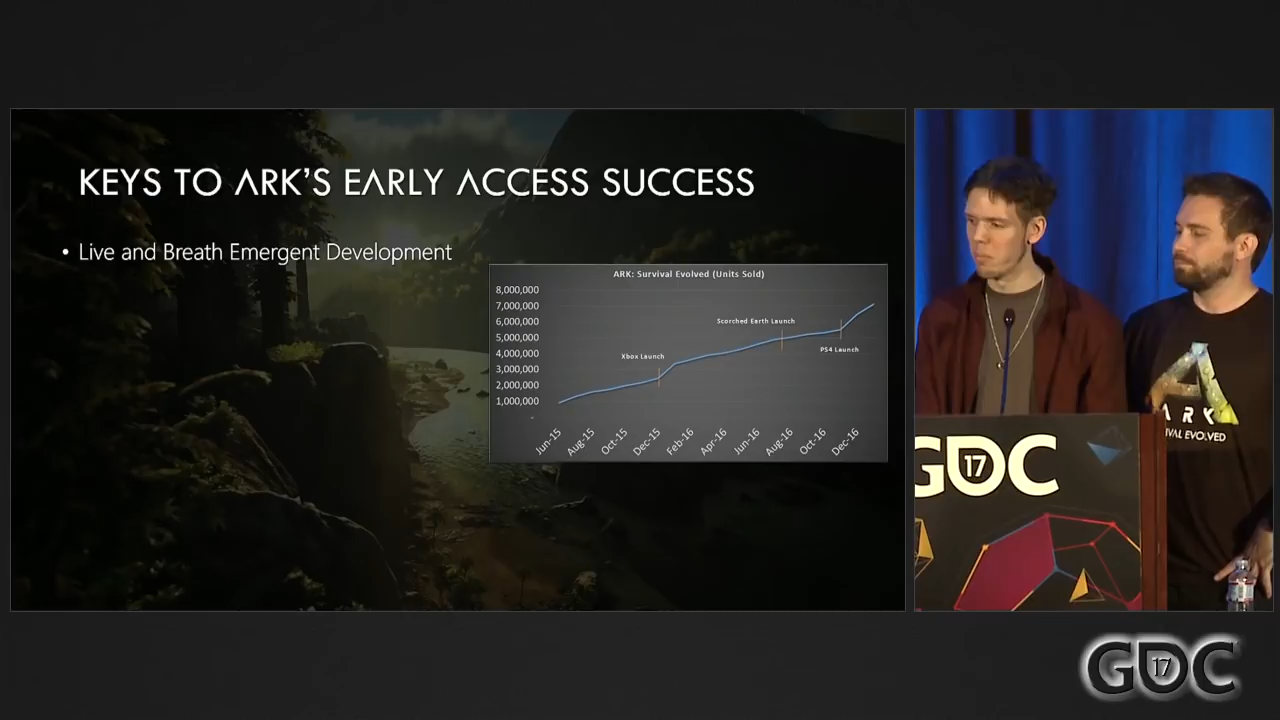 KEYS TO ARK'S EARLY ACCESS SUCCESS
• Live and Breath Emergent Development
ARK: Survival Evolved (Units Sold)
8,000,000
7,000,000
6,000,000
5,000,000
4,000,000
3,000,000
2,000,000
1,000,000
-
Xbox Launch
Scorched Earth Launch
PS4 Launch
Jun-15
Aug-15
Oct-15
Dec-15
Feb-16
Apr-16
Jun-16
Aug-16
Oct-16
Dec-16
ARK
IVAL EVOLVED
GDC
17
GDC
17